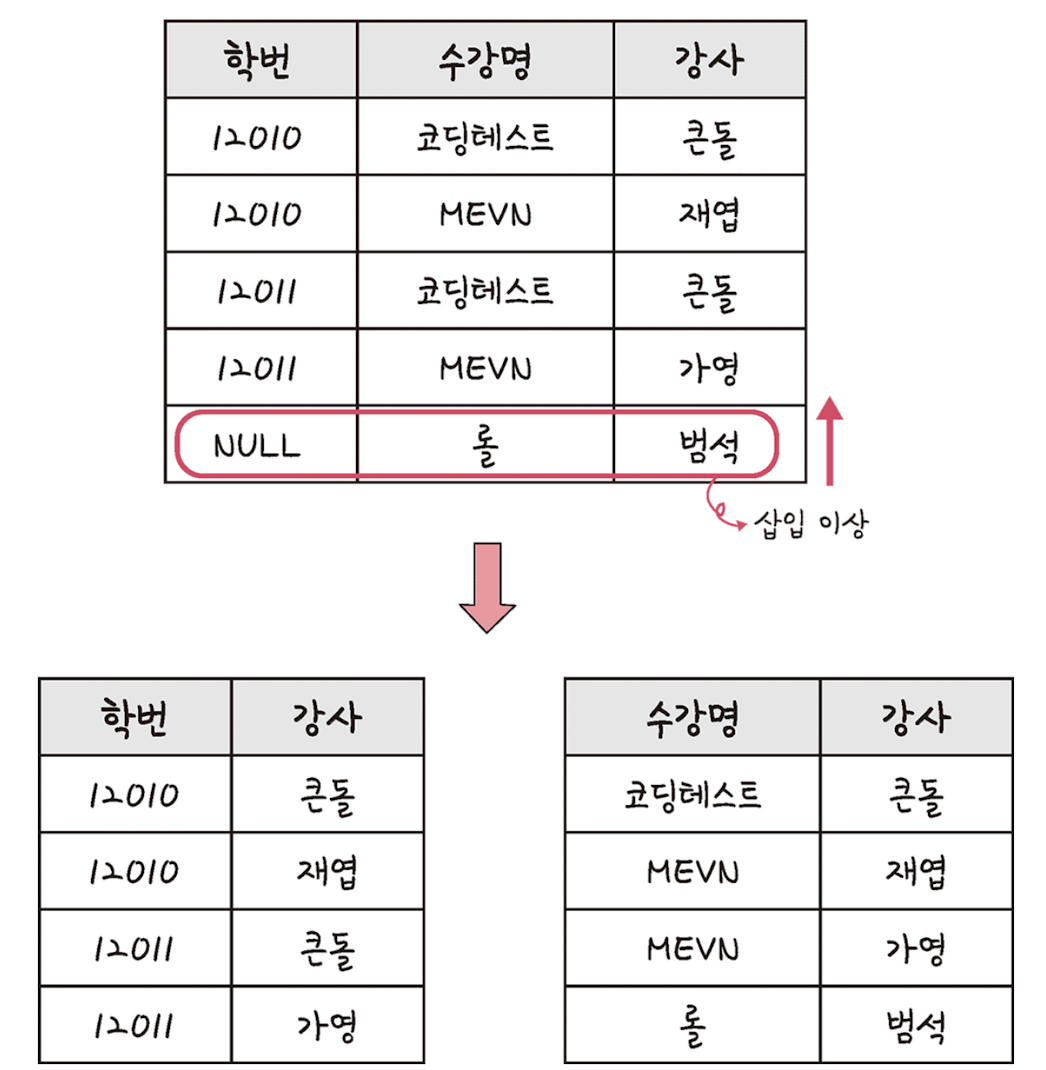 학번 수강명 강사
12010 코딩테스트 큰돌
12010 MEVN 재엽
12011 코딩테스트 큰돌
12011 MEVN 가영
NULL 롤 범석
삽입 이상
학번 강사
12010 큰돌
12010 재엽
12011 큰돌
12011 가영
수강명 강사
코딩테스트 큰돌
MEVN 재엽
MEVN 가영
롤 범석